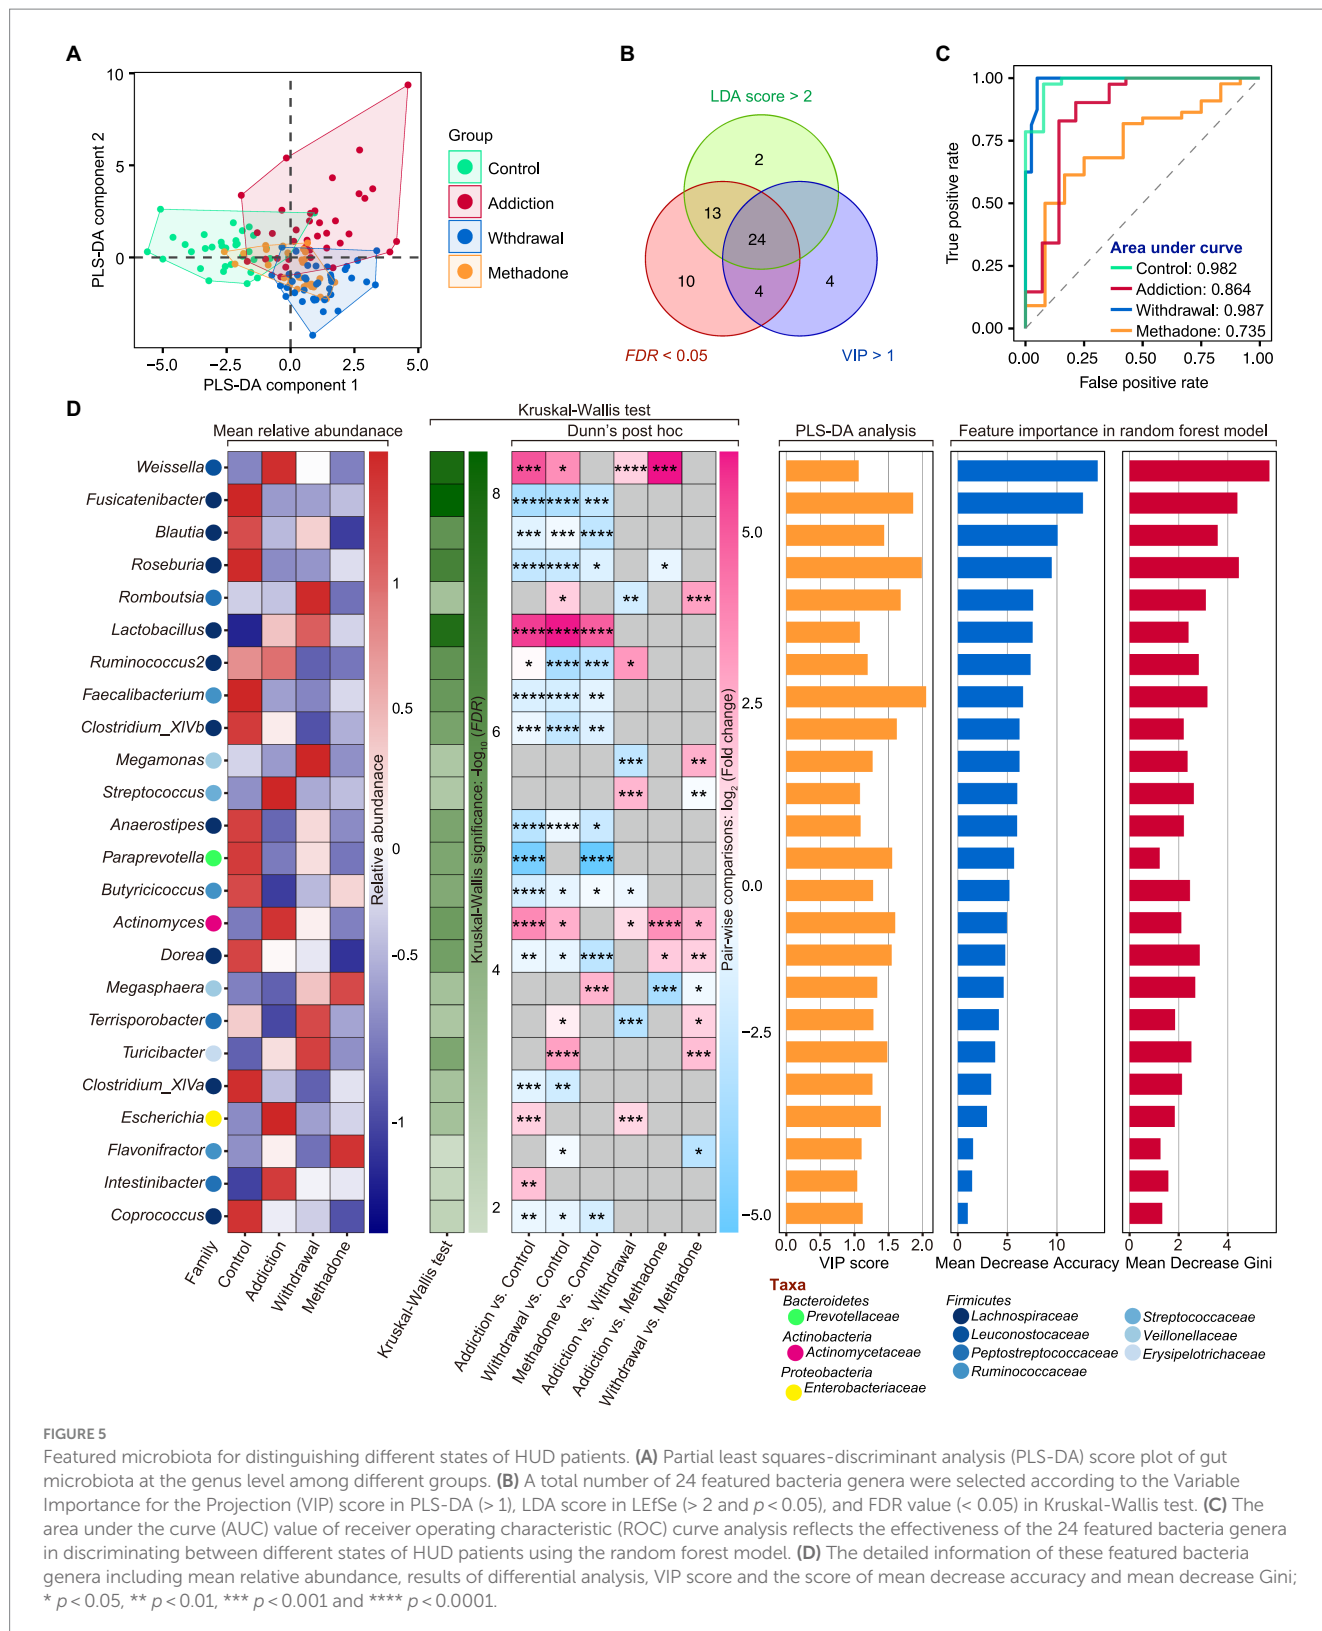 A
PLS-DA component 2
10
5
0
−5.0
−2.5
0.0
2.5
5.0
PLS-DA component 1
Group
Control
Addiction
Wthdrawal
Methadone
B
LDA score > 2
2
13
24
10
4
4
FDR < 0.05
VIP > 1
C
True positive rate
1.00
0.75
0.50
0.25
0.00
Area under curve
Control: 0.982
Addiction: 0.864
Withdrawal: 0.987
Methadone: 0.735
0.00
0.25
0.50
0.75
1.00
False positive rate
D
Kruskal-Wallis test
Mean relative abundanace
Dunn's post hoc
PLS-DA analysis
Feature importance in random forest model
Weissella
*** * **** ***
Fusicatenibacter
**** **** ***
Blautia
*** *** ****
Roseburia
**** **** * *
Romboutsia
* ** ***
Lactobacillus
**** **** ****
Ruminococcus2
* **** *** *
Faecalibacterium
**** **** **
Clostridium_XIVb
*** **** **
Megamonas
*** **
Streptococcus
*** **
Anaerostipes
**** **** *
Paraprevotella
**** ****
Butyricicoccus
**** * * *
Actinomyces
**** * * **** *
Dorea
** * **** * **
Megasphaera
*** *** *
Terrisporobacter
* *** *
Turicibacter
**** ***
Clostridium_XIVa
*** **
Escherichia
*** ***
Flavonifractor
* *
Intestinibacter
**
Coprococcus
** * **
1
0.5
0
-0.5
-1
Relative abundanace
8
6
4
2
Kruskal-Wallis significance: -log10 (FDR)
5.0
2.5
0.0
−2.5
−5.0
Pair-wise comparisons: log2 (Fold change)
Family
Control
Addiction
Withdrawal
Methadone
Kruskal-Wallis test
Addiction vs. Control
Withdrawal vs. Control
Methadone vs. Control
Addiction vs. Withdrawal
Addiction vs. Methadone
Withdrawal vs. Methadone
0.0 0.5 1.0 1.5 2.0
VIP score
0 5 10
Mean Decrease Accuracy
0 2 4 6
Mean Decrease Gini
Taxa
Bacteroidetes
Prevotellaceae
Actinobacteria
Actinomycetaceae
Proteobacteria
Enterobacteriaceae
Firmicutes
Lachnospiraceae
Leuconostocaceae
Peptostreptococcaceae
Ruminococcaceae
Streptococcaceae
Veillonellaceae
Erysipelotrichaceae
FIGURE 5
Featured microbiota for distinguishing different states of HUD patients. (A) Partial least squares-discriminant analysis (PLS-DA) score plot of gut
microbiota at the genus level among different groups. (B) A total number of 24 featured bacteria genera were selected according to the Variable
Importance for the Projection (VIP) score in PLS-DA (> 1), LDA score in LEfSe (> 2 and p < 0.05), and FDR value (< 0.05) in Kruskal-Wallis test. (C) The
area under the curve (AUC) value of receiver operating characteristic (ROC) curve analysis reflects the effectiveness of the 24 featured bacteria genera
in discriminating between different states of HUD patients using the random forest model. (D) The detailed information of these featured bacteria
genera including mean relative abundance, results of differential analysis, VIP score and the score of mean decrease accuracy and mean decrease Gini;
* p < 0.05, ** p < 0.01, *** p < 0.001 and **** p < 0.0001.